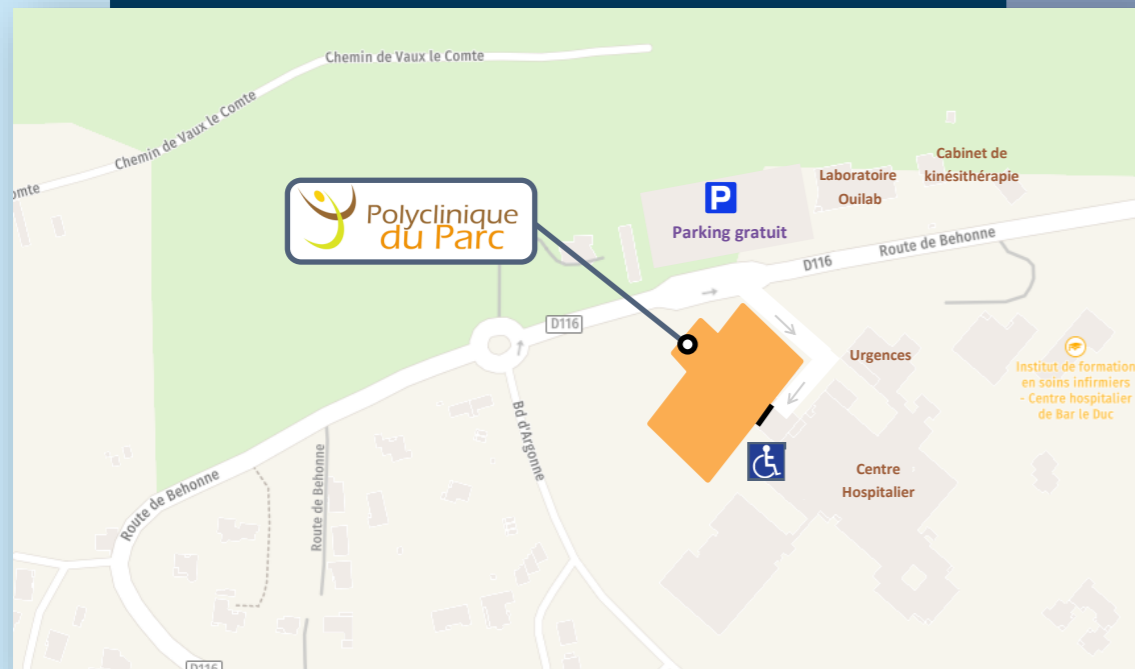 Chemin de Vaux le Comte
Chemin de Vaux le Comte
omte
Polyclinique
du Parc
P
Parking gratuit
Laboratoire
Ouilab
Cabinet de
kinésithérapie
D116
Route de Behonne
D116
Urgences
Institut de formation
en soins infirmiers
- Centre hospitalier
de Bar le Duc
Bd d'Argonne
Centre
Hospitalier
Route de Behonne
Route de Behonne
D116